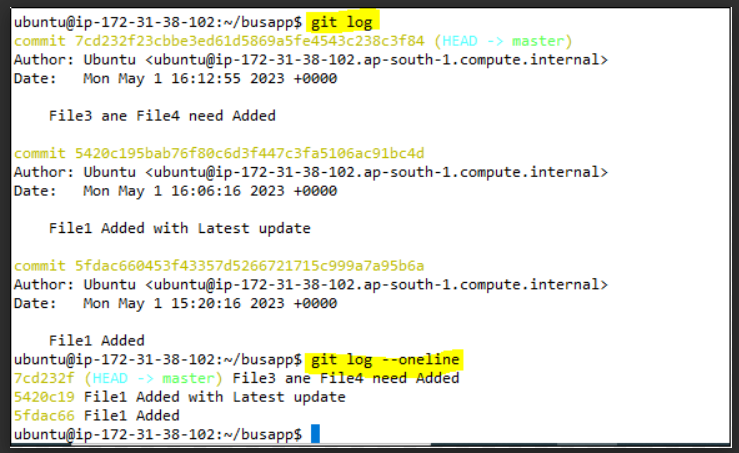 ubuntu@ip-172-31-38-102:~/busapp$ git log
commit 7cd232f23cbbe3ed61d5869a5fe4543c238c3f84 (HEAD -> master)
Author: Ubuntu <ubuntu@ip-172-31-38-102.ap-south-1.compute.internal>
Date:   Mon May 1 16:12:55 2023 +0000
File3 ane File4 need Added
commit 5420c195bab76f80c6d3f447c3fa5106ac91bc4d
Author: Ubuntu <ubuntu@ip-172-31-38-102.ap-south-1.compute.internal>
Date:   Mon May 1 16:06:16 2023 +0000
File1 Added with Latest update
commit 5fdac660453f43357d5266721715c999a7a95b6a
Author: Ubuntu <ubuntu@ip-172-31-38-102.ap-south-1.compute.internal>
Date:   Mon May 1 15:20:16 2023 +0000
File1 Added
ubuntu@ip-172-31-38-102:~/busapp$ git log --oneline
7cd232f (HEAD -> master) File3 ane File4 need Added
5420c19 File1 Added with Latest update
5fdac66 File1 Added
ubuntu@ip-172-31-38-102:~/busapp$